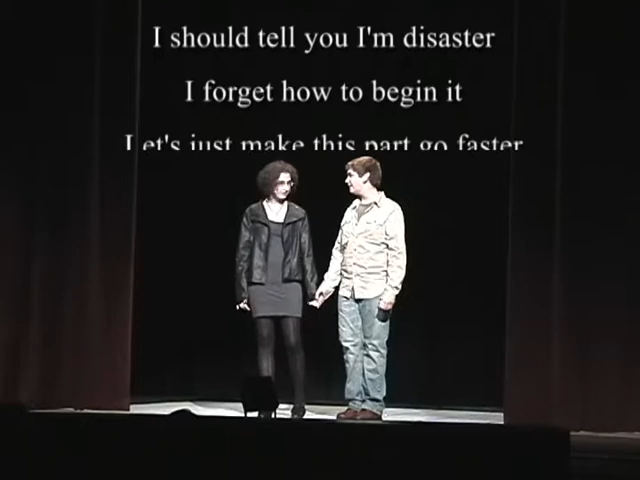 I should tell you I'm disaster
I forget how to begin it
Let's just make this part go faster